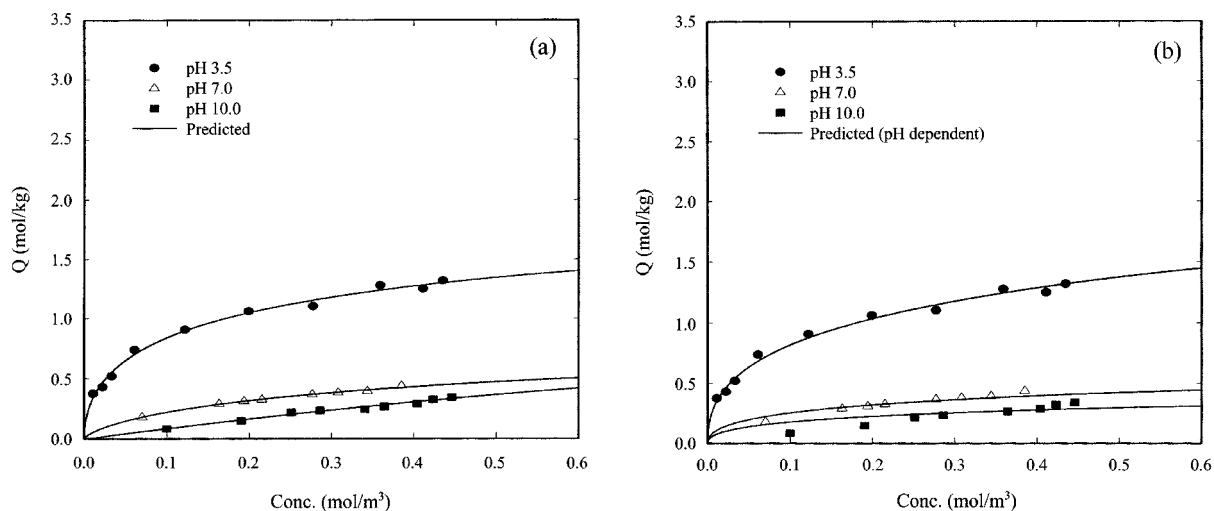 (a)
3.5
3.0
2.5
2.0
1.5
1.0
0.5
0.0
Q (mol/kg)
pH 3.5
pH 7.0
pH 10.0
Predicted
0.0 0.1 0.2 0.3 0.4 0.5 0.6
Conc. (mol/m³)
(b)
3.5
3.0
2.5
2.0
1.5
1.0
0.5
0.0
Q (mol/kg)
pH 3.5
pH 7.0
pH 10.0
Predicted (pH dependent)
0.0 0.1 0.2 0.3 0.4 0.5 0.6
Conc. (mol/m³)